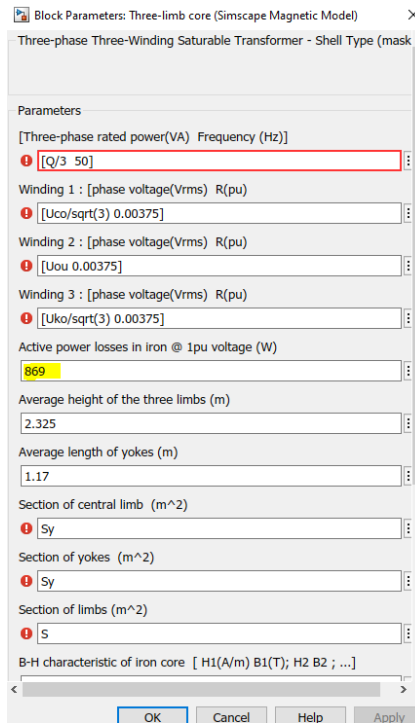 Block Parameters: Three-limb core (Simscape Magnetic Model)
Three-phase Three-Winding Saturable Transformer - Shell Type (mask
Parameters
[Three-phase rated power(VA) Frequency (Hz)]
[Q/3 50]
Winding 1 : [phase voltage(Vrms) R(pu)
[Uco/sqrt(3) 0.00375]
Winding 2 : [phase voltage(Vrms) R(pu)
[Uou 0.00375]
Winding 3 : [phase voltage(Vrms) R(pu)
[Uko/sqrt(3) 0.00375]
Active power losses in iron @ 1pu voltage (W)
869
Average height of the three limbs (m)
2.325
Average length of yokes (m)
1.17
Section of central limb (m^2)
Sy
Section of yokes (m^2)
Sy
Section of limbs (m^2)
S
B-H characteristic of iron core [ H1(A/m) B1(T); H2 B2 ; ...]
OK Cancel Help Apply